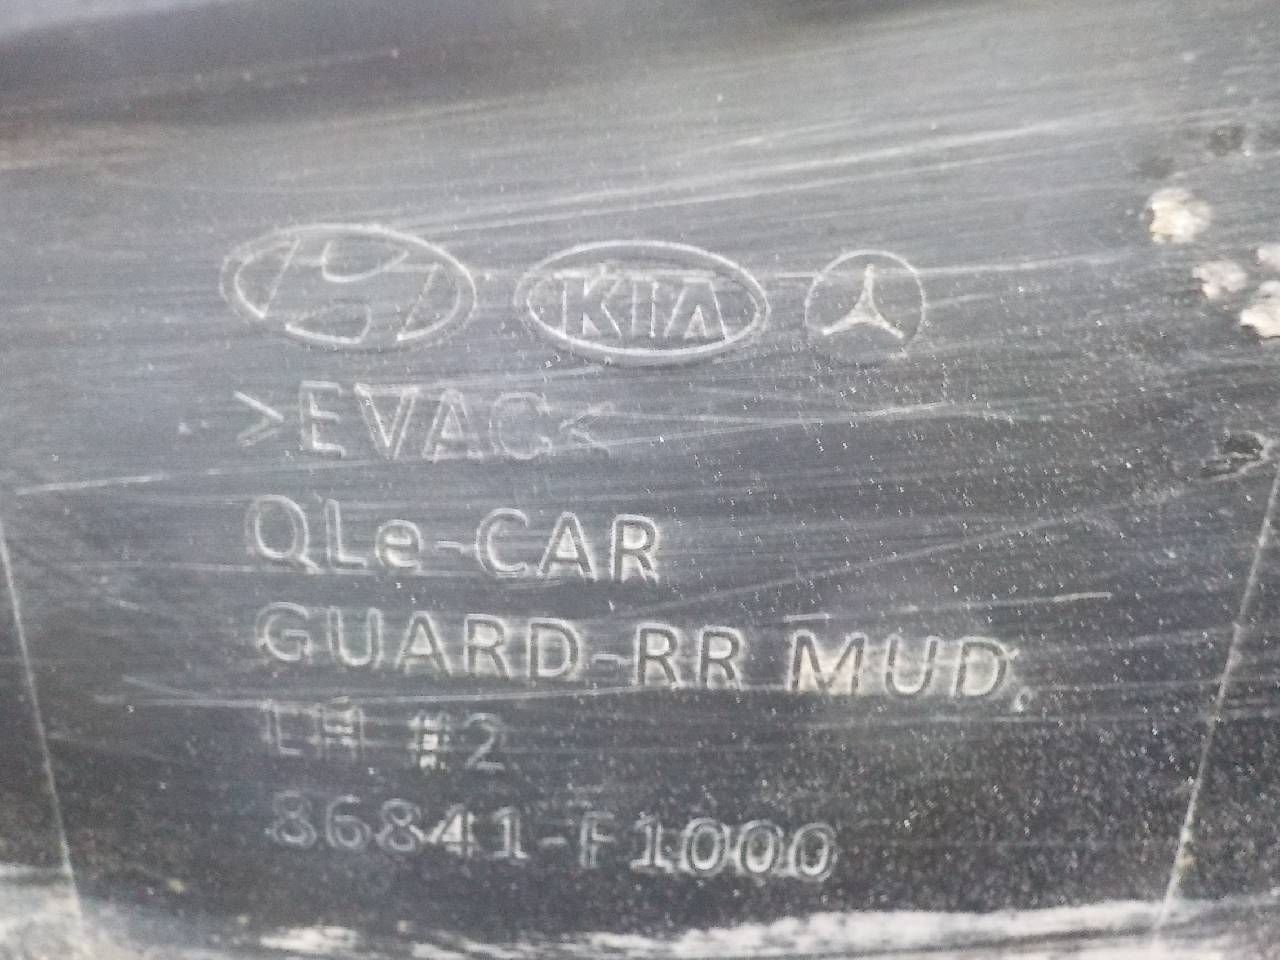 KIA
>EVAC<
QLe-CAR
GUARD-RR MUD,
LH #2
86841-F1000